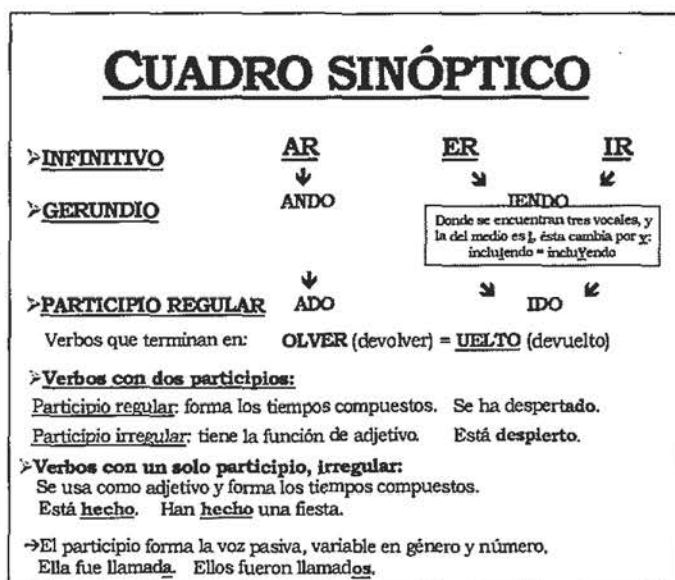 CUADRO SINÓPTICO
➢INFINITIVO AR ER IR
➢GERUNDIO ANDO IENDO
Donde se encuentran tres vocales, y
la del medio es i, ésta cambia por y:
incluiendo = incluYendo
➢PARTICIPIO REGULAR ADO IDO
Verbos que terminan en: OLVER (devolver) = UELTO (devuelto)
➢Verbos con dos participios:
Participio regular: forma los tiempos compuestos. Se ha despertado.
Participio irregular: tiene la función de adjetivo. Está despierto.
➢Verbos con un solo participio, irregular:
Se usa como adjetivo y forma los tiempos compuestos.
Está hecho. Han hecho una fiesta.
→El participio forma la voz pasiva, variable en género y número.
Ella fue llamada. Ellos fueron llamados.